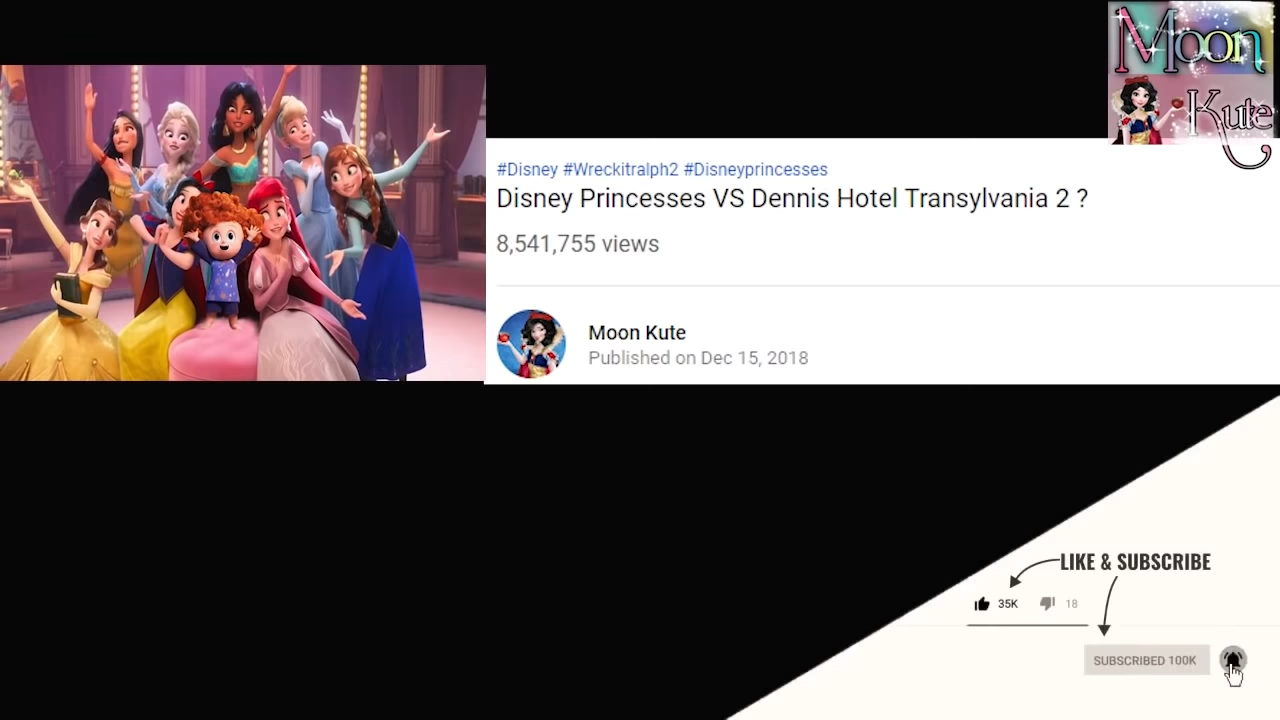 Moon
Kute
#Disney #Wreckitralph2 #Disneyprincesses
Disney Princesses VS Dennis Hotel Transylvania 2 ?
8,541,755 views
Moon Kute
Published on Dec 15, 2018
LIKE & SUBSCRIBE
35K 18
SUBSCRIBED 100K